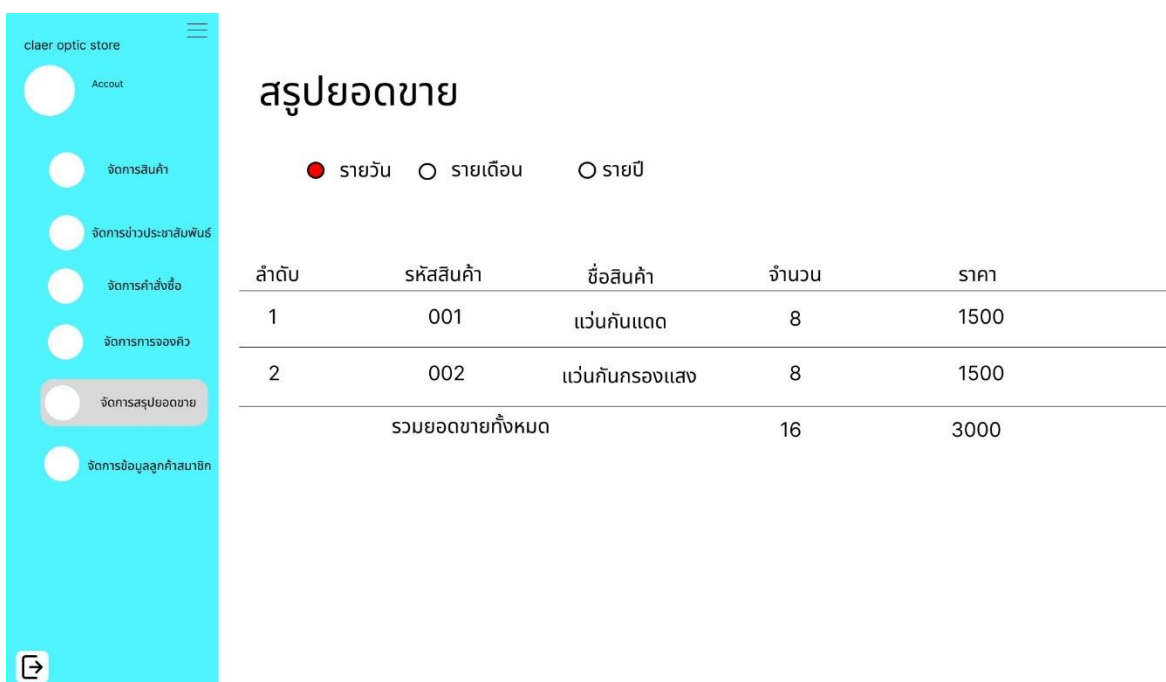 claer optic store
Accout
จัดการสินค้า
จัดการข่าวประชาสัมพันธ์
จัดการคำสั่งซื้อ
จัดการการจองคิว
จัดการสรุปยอดขาย
จัดการข้อมูลลูกค้าสมาชิก
สรุปยอดขาย
รายวัน รายเดือน รายปี
ลำดับ รหัสสินค้า ชื่อสินค้า จำนวน ราคา
1 001 แว่นกันแดด 8 1500
2 002 แว่นกันกรองแสง 8 1500
รวมยอดขายทั้งหมด 16 3000